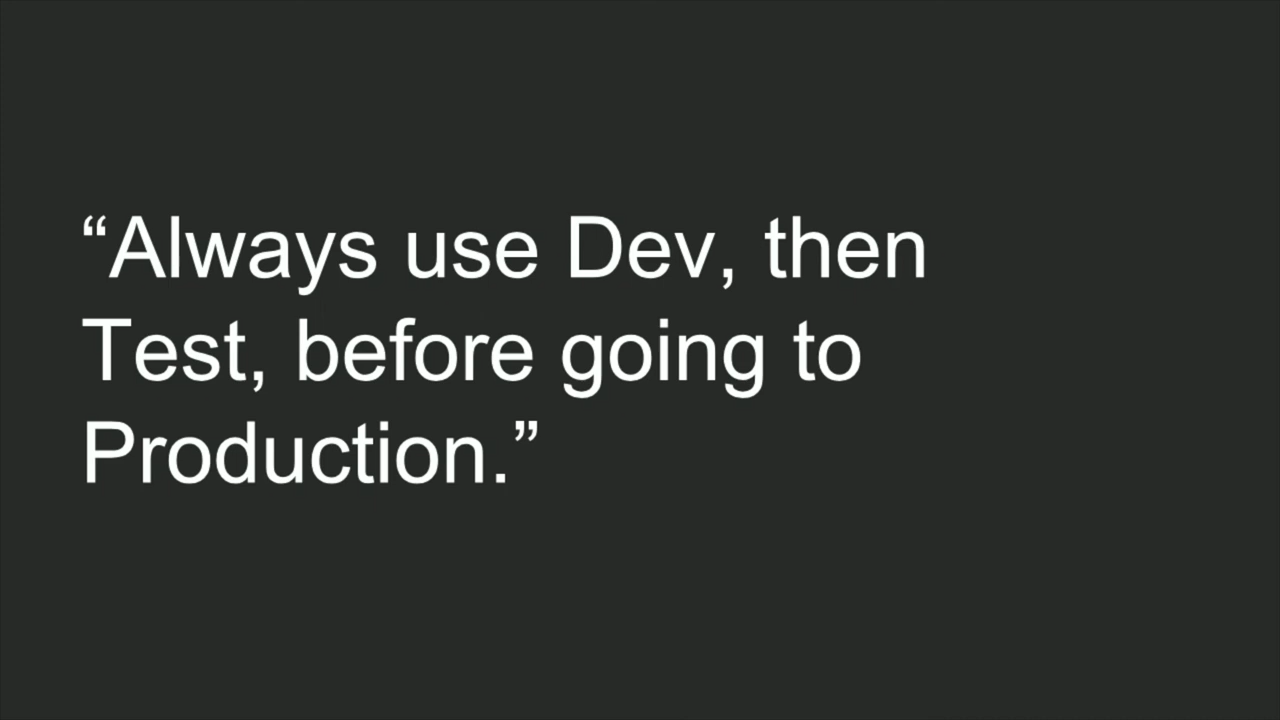 “Always use Dev, then
Test, before going to
Production.”